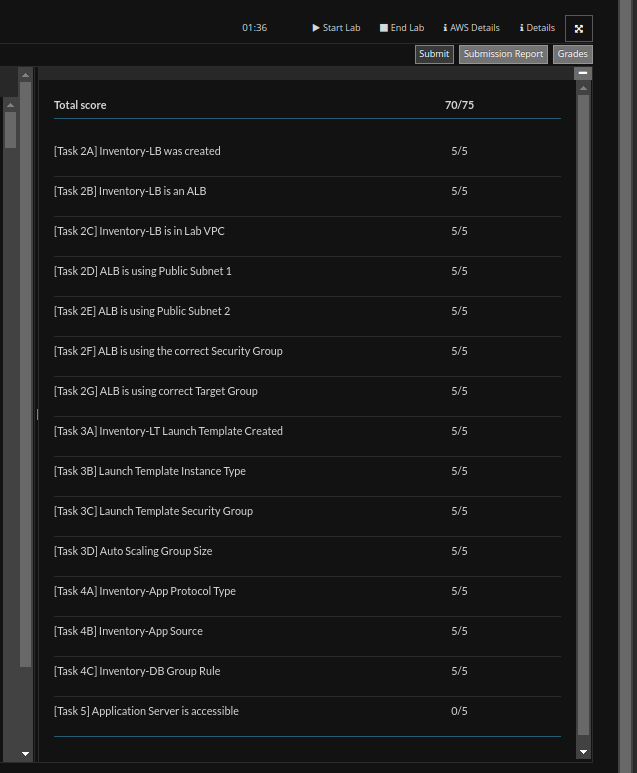 01:36 Start Lab End Lab AWS Details Details
Submit Submission Report Grades
Total score 70/75
[Task 2A] Inventory-LB was created 5/5
[Task 2B] Inventory-LB is an ALB 5/5
[Task 2C] Inventory-LB is in Lab VPC 5/5
[Task 2D] ALB is using Public Subnet 1 5/5
[Task 2E] ALB is using Public Subnet 2 5/5
[Task 2F] ALB is using the correct Security Group 5/5
[Task 2G] ALB is using correct Target Group 5/5
[Task 3A] Inventory-LT Launch Template Created 5/5
[Task 3B] Launch Template Instance Type 5/5
[Task 3C] Launch Template Security Group 5/5
[Task 3D] Auto Scaling Group Size 5/5
[Task 4A] Inventory-App Protocol Type 5/5
[Task 4B] Inventory-App Source 5/5
[Task 4C] Inventory-DB Group Rule 5/5
[Task 5] Application Server is accessible 0/5